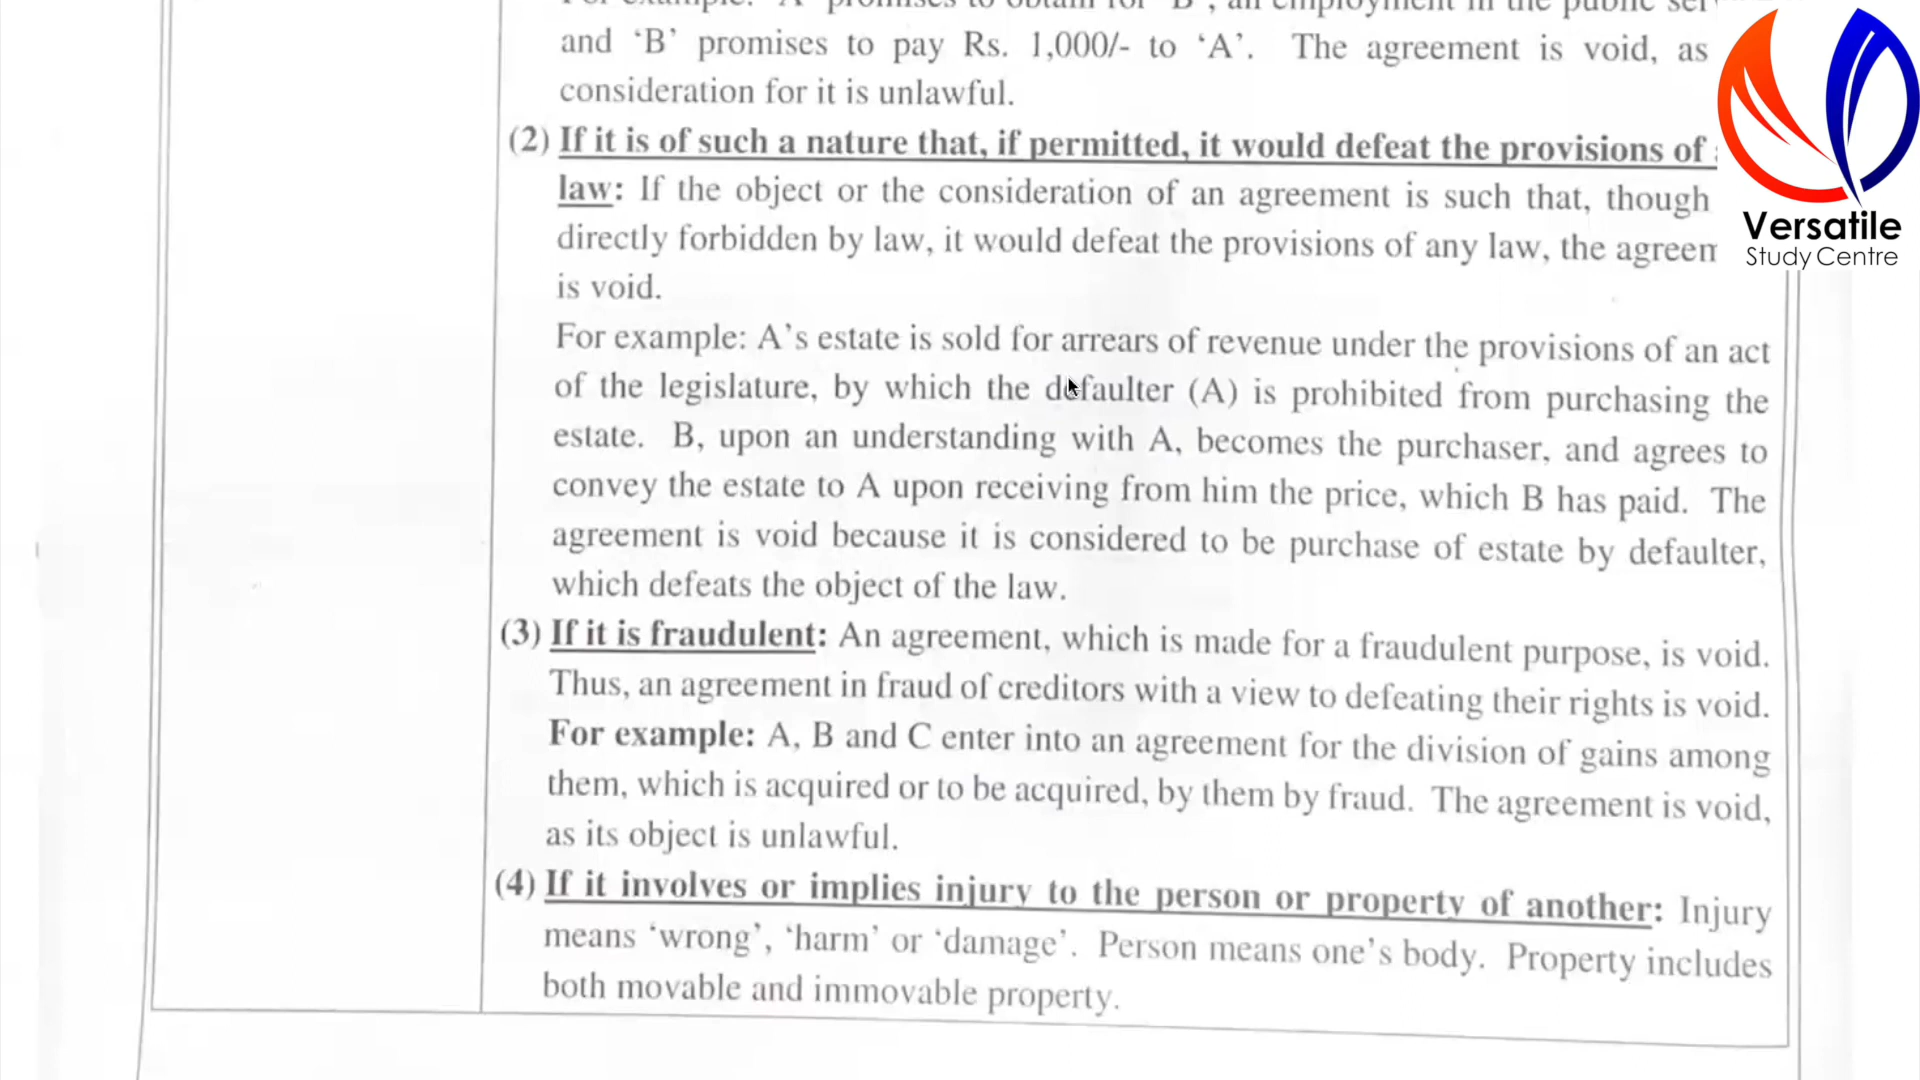 For example: 'A' promises to obtain for 'B', an employment in the public
and 'B' promises to pay Rs. 1,000/- to 'A'. The agreement is void, as
consideration for it is unlawful.
(2) If it is of such a nature that, if permitted, it would defeat the provisions of
law: If the object or the consideration of an agreement is such that, though
directly forbidden by law, it would defeat the provisions of any law, the agreem
is void.
For example: A's estate is sold for arrears of revenue under the provisions of an act
of the legislature, by which the defaulter (A) is prohibited from purchasing the
estate. B, upon an understanding with A, becomes the purchaser, and agrees to
convey the estate to A upon receiving from him the price, which B has paid. The
agreement is void because it is considered to be purchase of estate by defaulter,
which defeats the object of the law.
(3) If it is fraudulent: An agreement, which is made for a fraudulent purpose, is void.
Thus, an agreement in fraud of creditors with a view to defeating their rights is void.
For example: A, B and C enter into an agreement for the division of gains among
them, which is acquired or to be acquired, by them by fraud. The agreement is void,
as its object is unlawful.
(4) If it involves or implies injury to the person or property of another: Injury
means 'wrong', 'harm' or 'damage'. Person means one's body. Property includes
both movable and immovable property.
Versatile
Study Centre